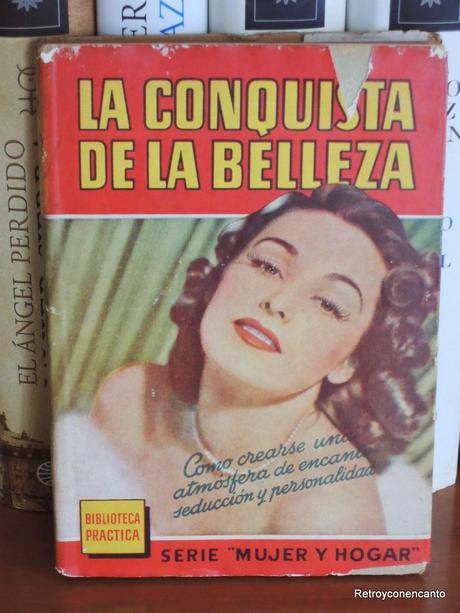 LA CONQUISTA
DE LA BELLEZA
Como crearse una
atmósfera de encanto
seducción y personalidad
BIBLIOTECA
PRACTICA
SERIE "MUJER Y HOGAR"
EL ÁNGEL PERDIDO
Retroyconencanto